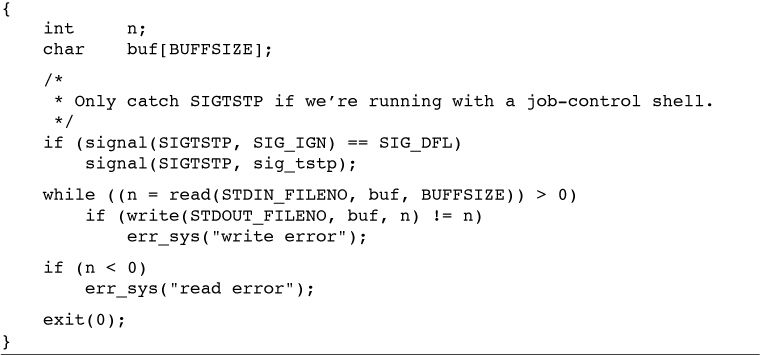 {
    int     n;
    char    buf[BUFFSIZE];
    /*
     * Only catch SIGTSTP if we’re running with a job-control shell.
     */
    if (signal(SIGTSTP, SIG_IGN) == SIG_DFL)
        signal(SIGTSTP, sig_tstp);
    while ((n = read(STDIN_FILENO, buf, BUFFSIZE)) > 0)
        if (write(STDOUT_FILENO, buf, n) != n)
            err_sys("write error");
    if (n < 0)
        err_sys("read error");
    exit(0);
}